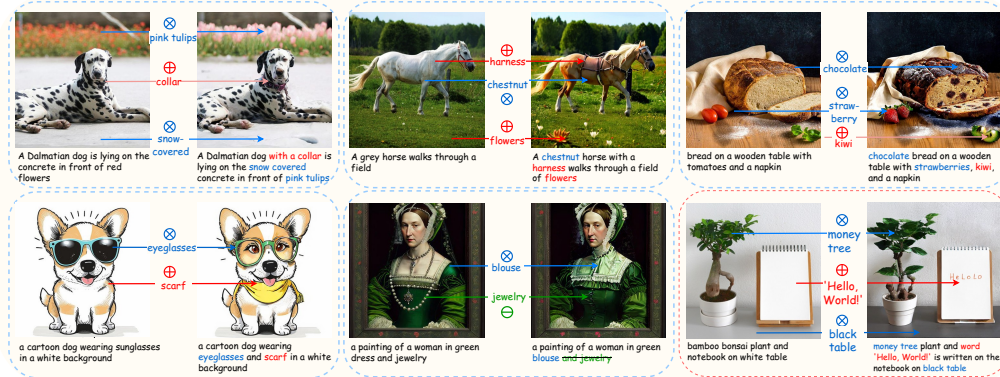 pink tulips
collar
snow-
covered
A Dalmatian dog is lying on the
concrete in front of red
flowers
A Dalmatian dog with a collar is
lying on the snow covered
concrete in front of pink tulips
harness
chestnut
flowers
A grey horse walks through a
field
A chestnut horse with a
harness walks through a field
of flowers
chocolate
straw-
berry
kiwi
bread on a wooden table with
tomatoes and a napkin
chocolate bread on a wooden
table with strawberries, kiwi,
and a napkin
eyeglasses
scarf
a cartoon dog wearing sunglasses
in a white background
a cartoon dog wearing
eyeglasses and scarf in a white
background
blouse
jewelry
a painting of a woman in green
dress and jewelry
a painting of a woman in green
blouse and jewelry
money
tree
'Hello,
World!'
black
table
Helolo
bamboo bonsai plant and
notebook on white table
money tree plant and word
'Hello, World!' is written on the
notebook on black table